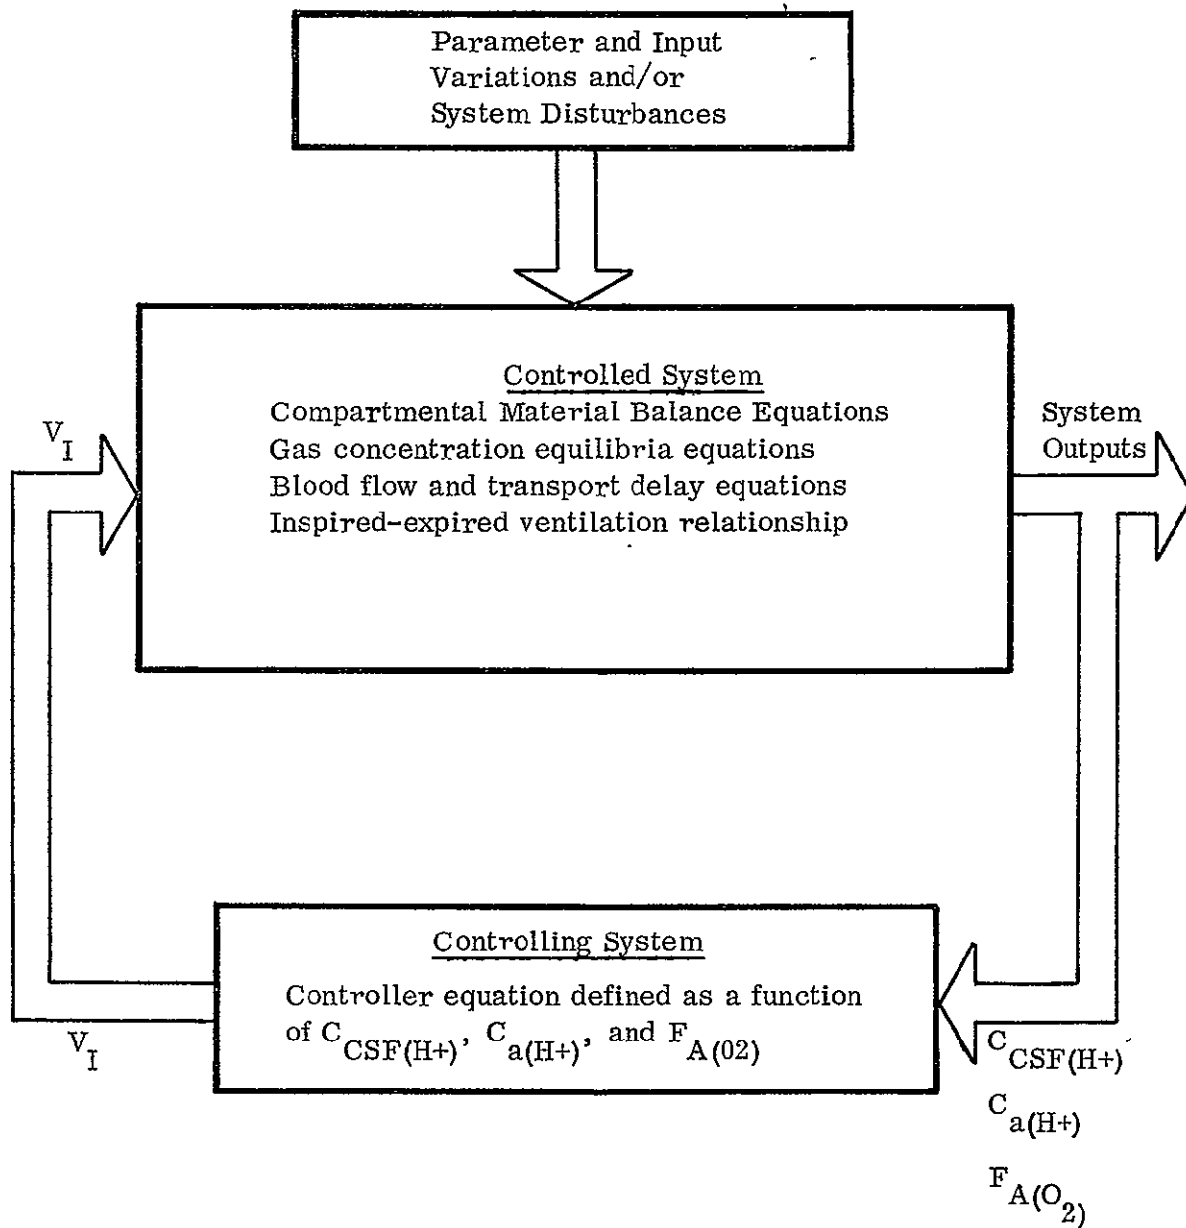 Parameter and Input
Variations and/or
System Disturbances
Controlled System
Compartmental Material Balance Equations
Gas concentration equilibria equations
Blood flow and transport delay equations
Inspired-expired ventilation relationship
V_I
System
Outputs
Controlling System
Controller equation defined as a function
of C_CSF(H+), C_a(H+), and F_A(02)
V_I
C_CSF(H+)
C_a(H+)
F_A(O_2)